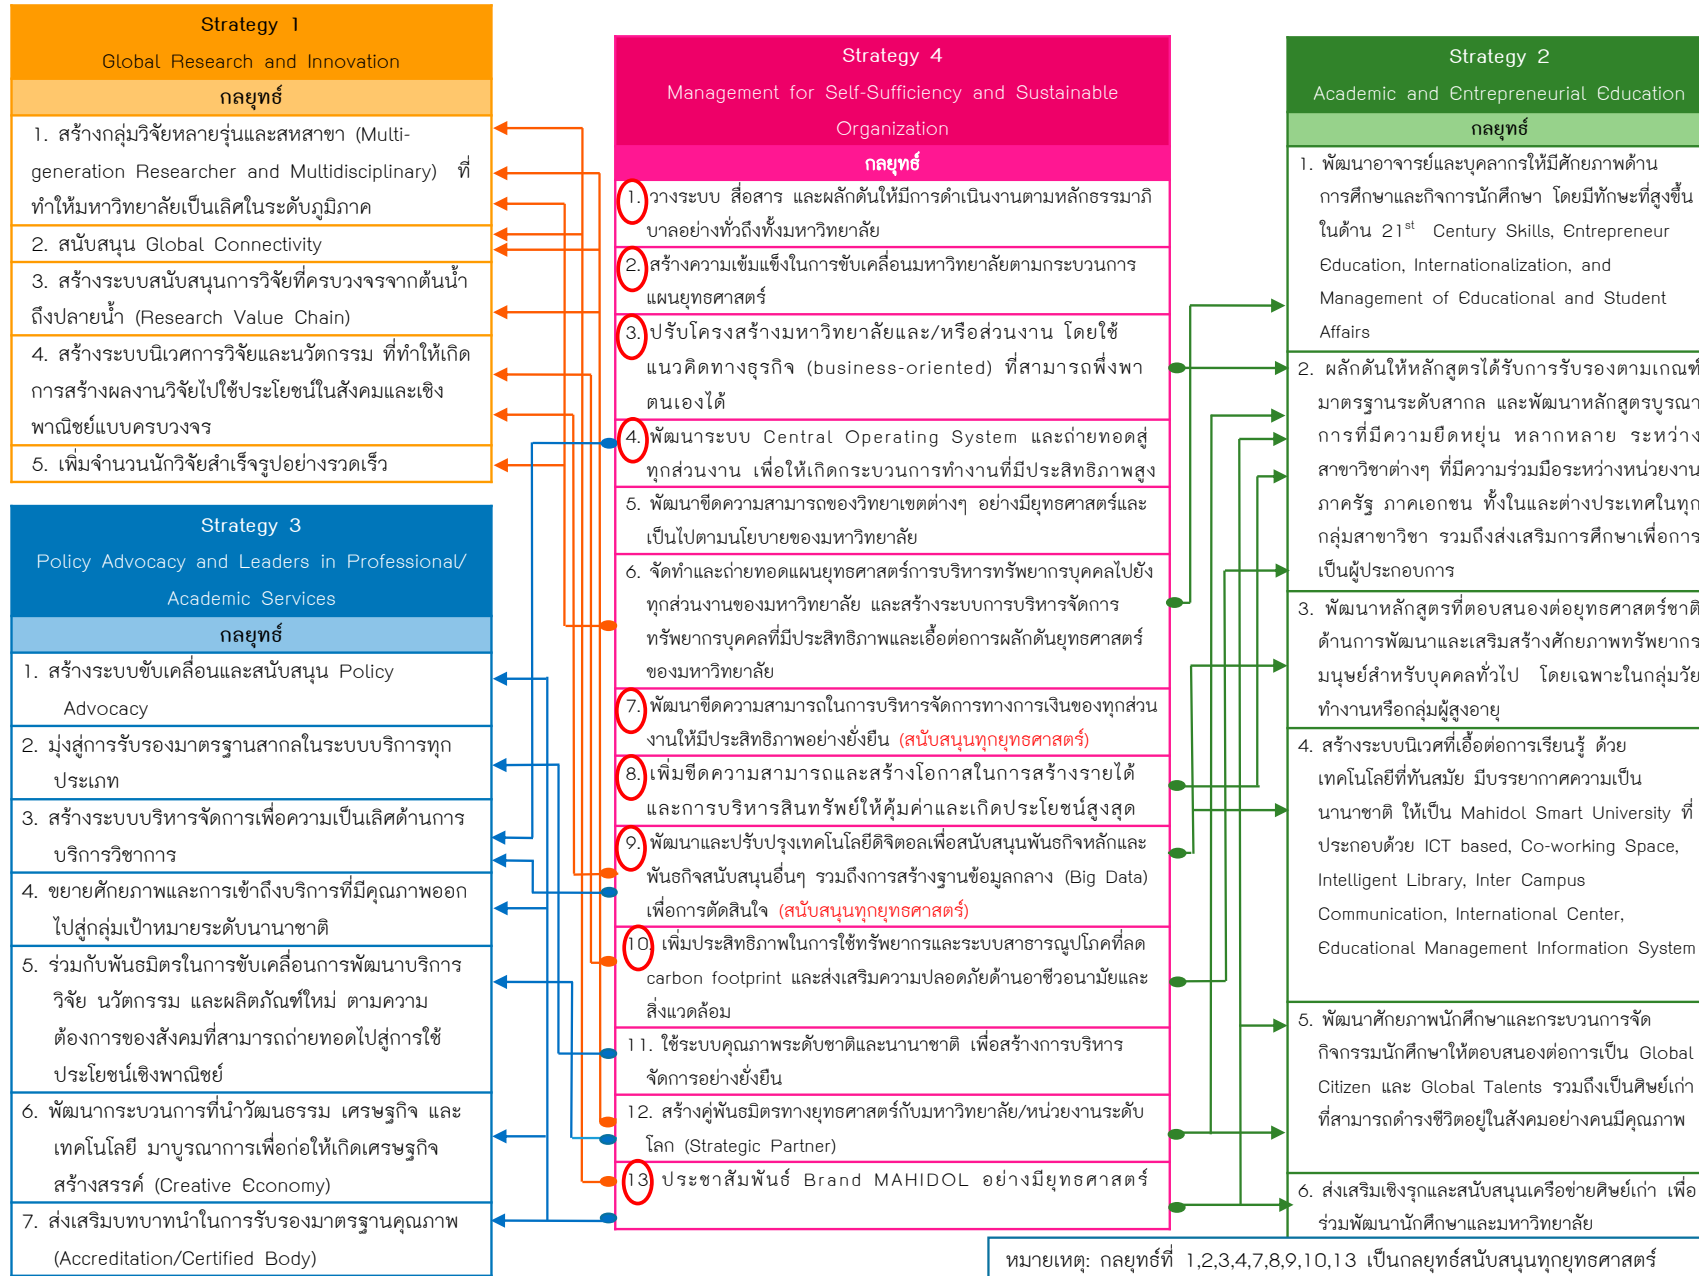 Strategy 1
Global Research and Innovation
กลยุทธ์
1. สร้างกลุ่มวิจัยหลายรุ่นและสหสาขา (Multi-
generation Researcher and Multidisciplinary) ที่
ทำให้มหาวิทยาลัยเป็นเลิศในระดับภูมิภาค
2. สนับสนุน Global Connectivity
3. สร้างระบบสนับสนุนการวิจัยที่ครบวงจรจากต้นน้ำ
ถึงปลายน้ำ (Research Value Chain)
4. สร้างระบบนิเวศการวิจัยและนวัตกรรม ที่ทำให้เกิด
การสร้างผลงานวิจัยไปใช้ประโยชน์ในสังคมและเชิง
พาณิชย์แบบครบวงจร
5. เพิ่มจำนวนนักวิจัยสำเร็จรูปอย่างรวดเร็ว
Strategy 3
Policy Advocacy and Leaders in Professional/
Academic Services
กลยุทธ์
1. สร้างระบบขับเคลื่อนและสนับสนุน Policy
Advocacy
2. มุ่งสู่การรับรองมาตรฐานสากลในระบบบริการทุก
ประเภท
3. สร้างระบบบริหารจัดการเพื่อความเป็นเลิศด้านการ
บริการวิชาการ
4. ขยายศักยภาพและการเข้าถึงบริการที่มีคุณภาพออก
ไปสู่กลุ่มเป้าหมายระดับนานาชาติ
5. ร่วมกับพันธมิตรในการขับเคลื่อนการพัฒนาบริการ
วิจัย นวัตกรรม และผลิตภัณฑ์ใหม่ ตามความ
ต้องการของสังคมที่สามารถถ่ายทอดไปสู่การใช้
ประโยชน์เชิงพาณิชย์
6. พัฒนากระบวนการที่นำวัฒนธรรม เศรษฐกิจ และ
เทคโนโลยี มาบูรณาการเพื่อก่อให้เกิดเศรษฐกิจ
สร้างสรรค์ (Creative Economy)
7. ส่งเสริมบทบาทนำในการรับรองมาตรฐานคุณภาพ
(Accreditation/Certified Body)
Strategy 4
Management for Self-Sufficiency and Sustainable
Organization
กลยุทธ์
1. วางระบบ สื่อสาร และผลักดันให้มีการดำเนินงานตามหลักธรรมาภิ
บาลอย่างทั่วถึงทั้งมหาวิทยาลัย
2. สร้างความเข้มแข็งในการขับเคลื่อนมหาวิทยาลัยตามกระบวนการ
แผนยุทธศาสตร์
3. ปรับโครงสร้างมหาวิทยาลัยและ/หรือส่วนงาน โดยใช้
แนวคิดทางธุรกิจ (business-oriented) ที่สามารถพึ่งพา
ตนเองได้
4. พัฒนาระบบ Central Operating System และถ่ายทอดสู่
ทุกส่วนงาน เพื่อให้เกิดกระบวนการทำงานที่มีประสิทธิภาพสูง
5. พัฒนาขีดความสามารถของวิทยาเขตต่างๆ อย่างมียุทธศาสตร์และ
เป็นไปตามนโยบายของมหาวิทยาลัย
6. จัดทำและถ่ายทอดแผนยุทธศาสตร์การบริหารทรัพยากรบุคคลไปยัง
ทุกส่วนงานของมหาวิทยาลัย และสร้างระบบการบริหารจัดการ
ทรัพยากรบุคคลที่มีประสิทธิภาพและเอื้อต่อการผลักดันยุทธศาสตร์
ของมหาวิทยาลัย
7. พัฒนาขีดความสามารถในการบริหารจัดการทางการเงินของทุกส่วน
งานให้มีประสิทธิภาพอย่างยั่งยืน (สนับสนุนทุกยุทธศาสตร์)
8. เพิ่มขีดความสามารถและสร้างโอกาสในการสร้างรายได้
และการบริหารสินทรัพย์ให้คุ้มค่าและเกิดประโยชน์สูงสุด
9. พัฒนาและปรับปรุงเทคโนโลยีดิจิตอลเพื่อสนับสนุนพันธกิจหลักและ
พันธกิจสนับสนุนอื่นๆ รวมถึงการสร้างฐานข้อมูลกลาง (Big Data)
เพื่อการตัดสินใจ (สนับสนุนทุกยุทธศาสตร์)
10. เพิ่มประสิทธิภาพในการใช้ทรัพยากรและระบบสาธารณูปโภคที่ลด
carbon footprint และส่งเสริมความปลอดภัยด้านอาชีวอนามัยและ
สิ่งแวดล้อม
11. ใช้ระบบคุณภาพระดับชาติและนานาชาติ เพื่อสร้างการบริหาร
จัดการอย่างยั่งยืน
12. สร้างคู่พันธมิตรทางยุทธศาสตร์กับมหาวิทยาลัย/หน่วยงานระดับ
โลก (Strategic Partner)
13. ประชาสัมพันธ์ Brand MAHIDOL อย่างมียุทธศาสตร์
Strategy 2
Academic and Entrepreneurial Education
กลยุทธ์
1. พัฒนาอาจารย์และบุคลากรให้มีศักยภาพด้าน
การศึกษาและกิจการนักศึกษา โดยมีทักษะที่สูงขึ้น
ในด้าน 21st Century Skills, Entrepreneur
Education, Internationalization, and
Management of Educational and Student
Affairs
2. ผลักดันให้หลักสูตรได้รับการรับรองตามเกณฑ์
มาตรฐานระดับสากล และพัฒนาหลักสูตรบูรณา
การที่มีความยืดหยุ่น หลากหลาย ระหว่าง
สาขาวิชาต่างๆ ที่มีความร่วมมือระหว่างหน่วยงาน
ภาครัฐ ภาคเอกชน ทั้งในและต่างประเทศในทุก
กลุ่มสาขาวิชา รวมถึงส่งเสริมการศึกษาเพื่อการ
เป็นผู้ประกอบการ
3. พัฒนาหลักสูตรที่ตอบสนองต่อยุทธศาสตร์ชาติ
ด้านการพัฒนาและเสริมสร้างศักยภาพทรัพยากร
มนุษย์สำหรับบุคคลทั่วไป โดยเฉพาะในกลุ่มวัย
ทำงานหรือกลุ่มผู้สูงอายุ
4. สร้างระบบนิเวศที่เอื้อต่อการเรียนรู้ ด้วย
เทคโนโลยีที่ทันสมัย มีบรรยากาศความเป็น
นานาชาติ ให้เป็น Mahidol Smart University ที่
ประกอบด้วย ICT based, Co-working Space,
Intelligent Library, Inter Campus
Communication, International Center,
Educational Management Information System
5. พัฒนาศักยภาพนักศึกษาและกระบวนการจัด
กิจกรรมนักศึกษาให้ตอบสนองต่อการเป็น Global
Citizen และ Global Talents รวมถึงเป็นศิษย์เก่า
ที่สามารถดำรงชีวิตอยู่ในสังคมอย่างคนมีคุณภาพ
6. ส่งเสริมเชิงรุกและสนับสนุนเครือข่ายศิษย์เก่า เพื่อ
ร่วมพัฒนานักศึกษาและมหาวิทยาลัย
หมายเหตุ: กลยุทธ์ที่ 1,2,3,4,7,8,9,10,13 เป็นกลยุทธ์สนับสนุนทุกยุทธศาสตร์